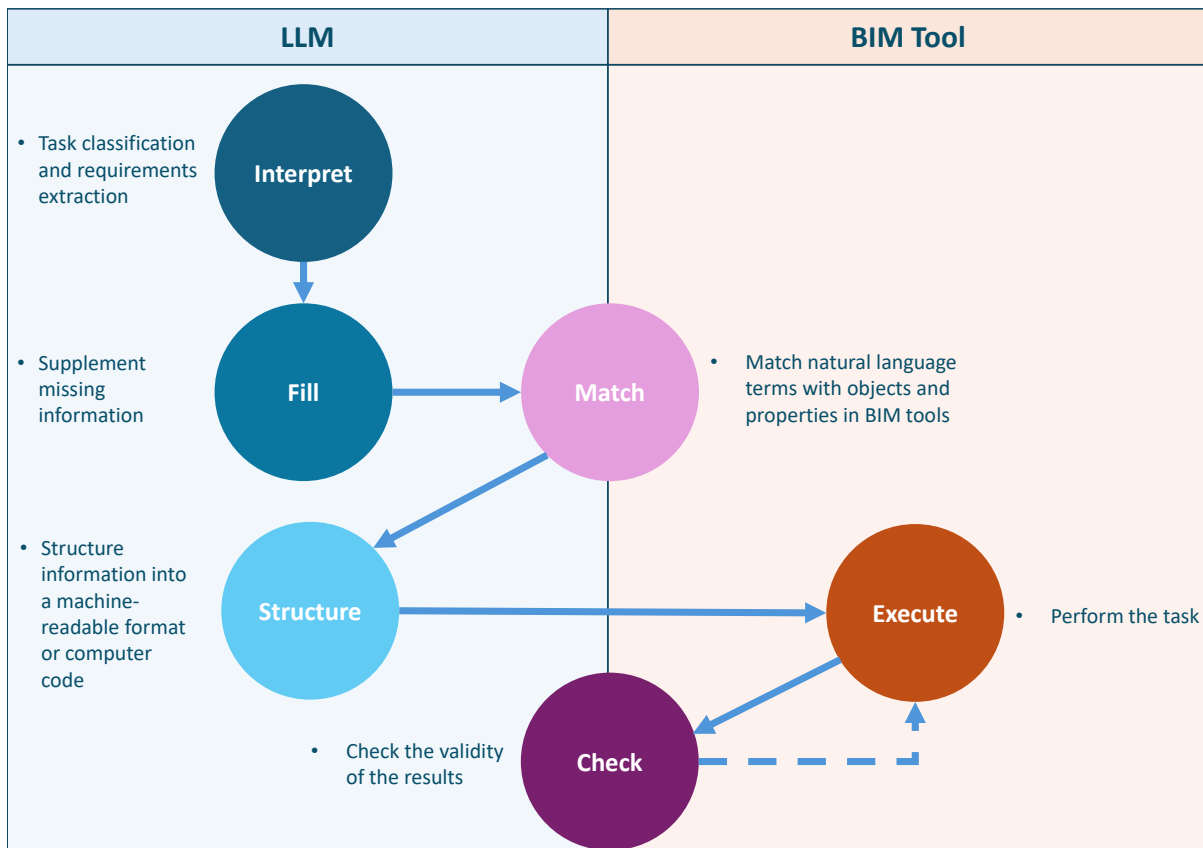 LLM
BIM Tool
• Task classification
and requirements
extraction
Interpret
• Supplement
missing
information
Fill
Match
• Match natural language
terms with objects and
properties in BIM tools
• Structure
information into
a machine-
readable format
or computer
code
Structure
Execute
• Perform the task
• Check the validity
of the results
Check